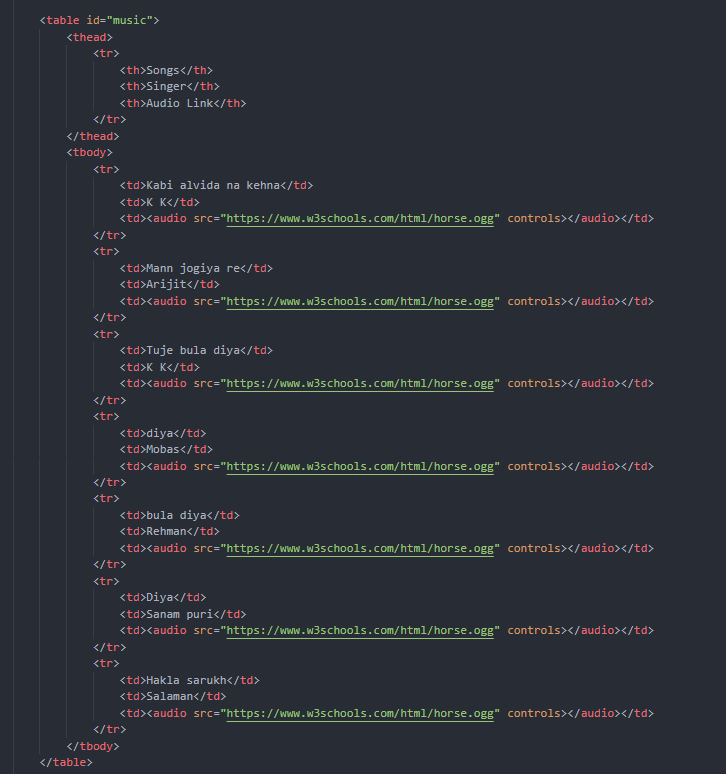 <table id="music">
<thead>
<tr>
<th>Songs</th>
<th>Singer</th>
<th>Audio Link</th>
</tr>
</thead>
<tbody>
<tr>
<td>Kabi alvida na kehna</td>
<td>K K</td>
<td><audio src="https://www.w3schools.com/html/horse.ogg" controls></audio></td>
</tr>
<tr>
<td>Mann jogiya re</td>
<td>Arijit</td>
<td><audio src="https://www.w3schools.com/html/horse.ogg" controls></audio></td>
</tr>
<tr>
<td>Tuje bula diya</td>
<td>K K</td>
<td><audio src="https://www.w3schools.com/html/horse.ogg" controls></audio></td>
</tr>
<tr>
<td>diya</td>
<td>Mobas</td>
<td><audio src="https://www.w3schools.com/html/horse.ogg" controls></audio></td>
</tr>
<tr>
<td>bula diya</td>
<td>Rehman</td>
<td><audio src="https://www.w3schools.com/html/horse.ogg" controls></audio></td>
</tr>
<tr>
<td>Diya</td>
<td>Sanam puri</td>
<td><audio src="https://www.w3schools.com/html/horse.ogg" controls></audio></td>
</tr>
<tr>
<td>Hakla sarukh</td>
<td>Salaman</td>
<td><audio src="https://www.w3schools.com/html/horse.ogg" controls></audio></td>
</tr>
</tbody>
</table>